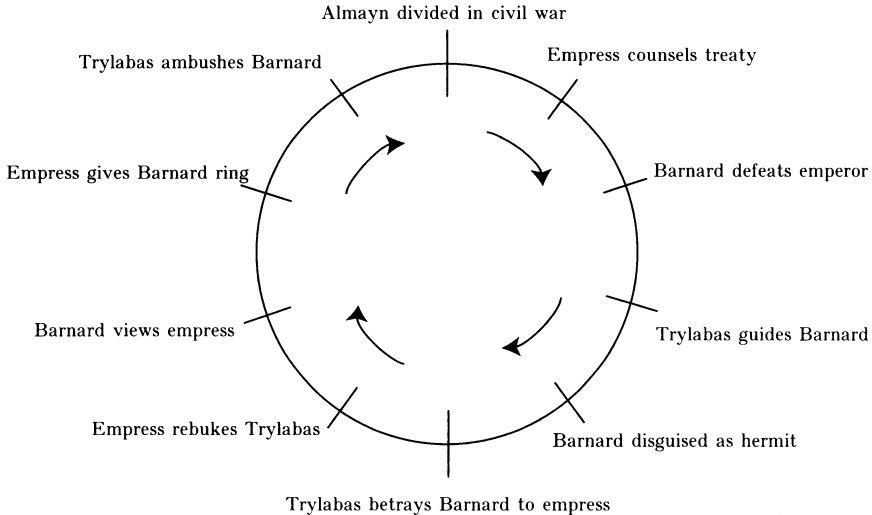 Almayn divided in civil war
Empress counsels treaty
Barnard defeats emperor
Trylabas guides Barnard
Barnard disguised as hermit
Trylabas betrays Barnard to empress
Empress rebukes Trylabas
Barnard views empress
Empress gives Barnard ring
Trylabas ambushes Barnard